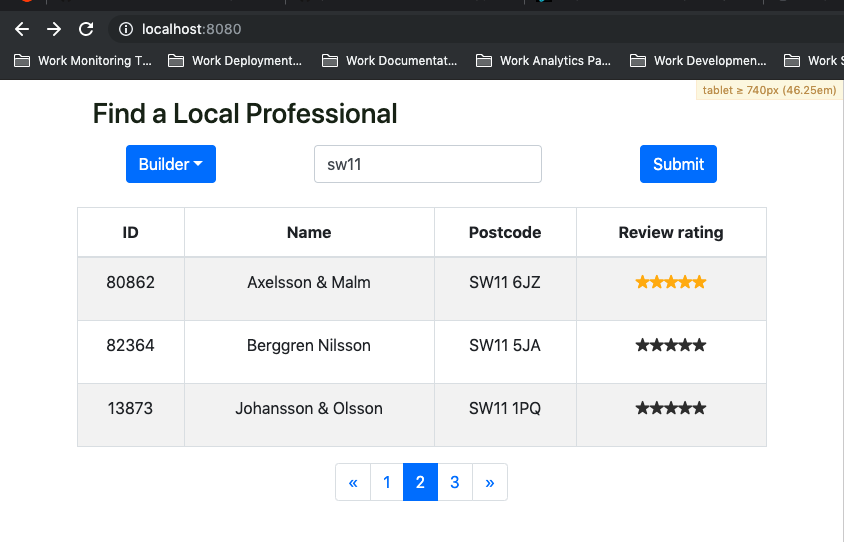 localhost:8080
Work Monitoring T... Work Deployment... Work Documentat... Work Analytics Pa... Work Developmen... Work S
tablet ≥ 740px (46.25em)
Find a Local Professional
Builder sw11 Submit
ID Name Postcode Review rating
80862 Axelsson & Malm SW11 6JZ
82364 Berggren Nilsson SW11 5JA
13873 Johansson & Olsson SW11 1PQ
« 1 2 3 »